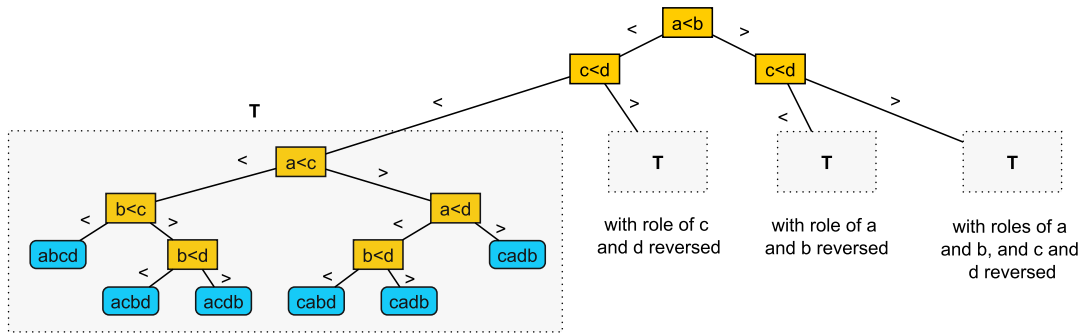 a<b
< >
c<d c<d
< > < >
T
a<c
< >
T T T
b<c a<d
< > < >
with role of c
and d reversed
with role of a
and b reversed
with roles of a
and b, and c and
d reversed
abcd b<d b<d cadb
< > < >
acbd acdb cabd cadb